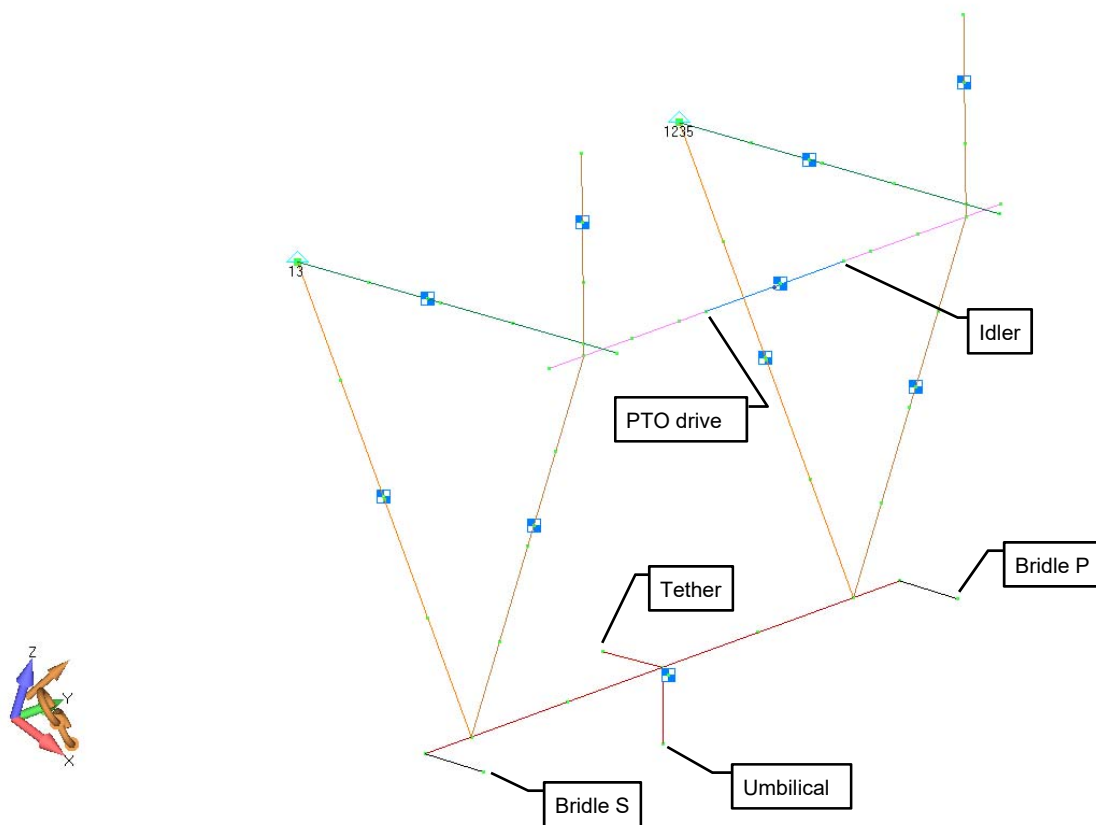 1235
13
Idler
PTO drive
Bridle P
Tether
Z
Y
X
Umbilical
Bridle S